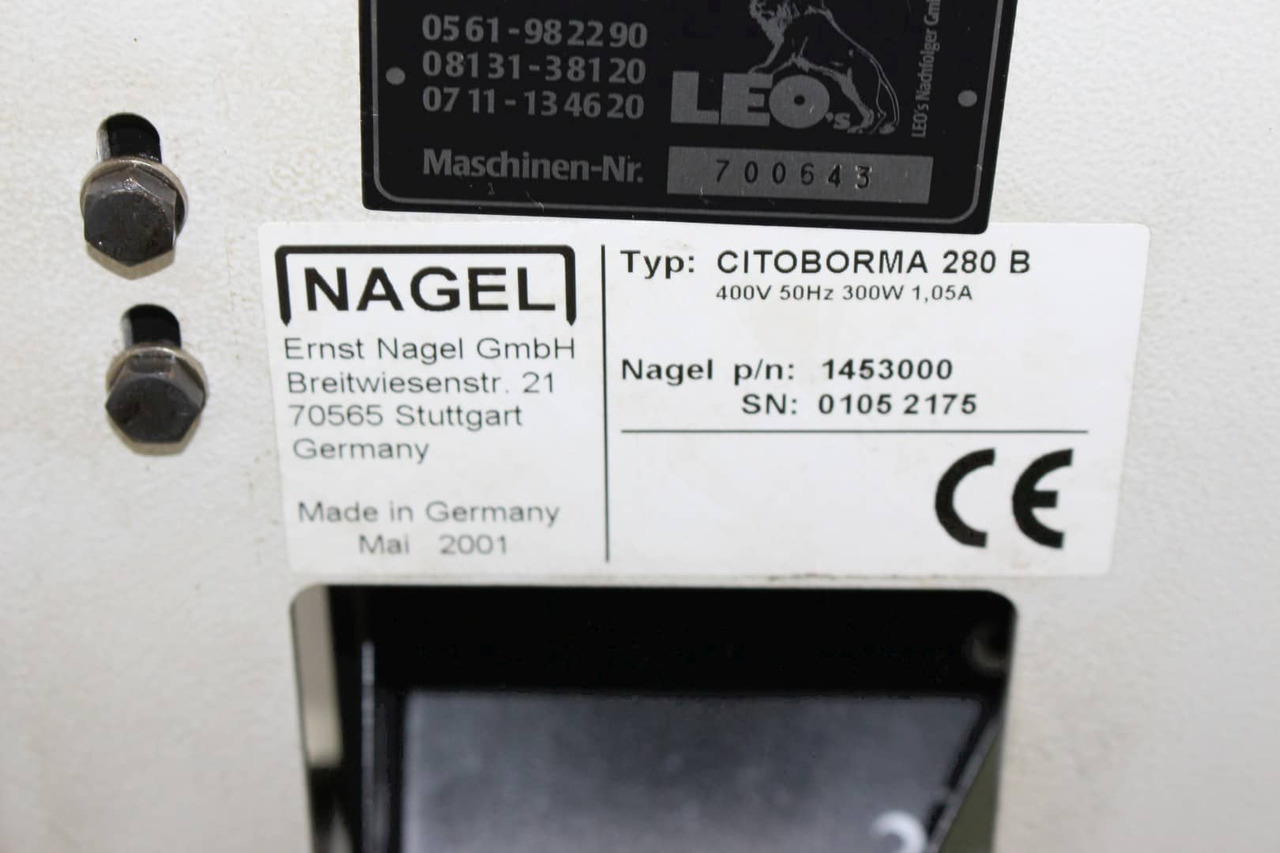 0561-982290
08131-38120
0711-134620
LEO's
LEO's Nachfolger
Maschinen-Nr. 700643
NAGEL
Ernst Nagel GmbH
Breitwiesenstr. 21
70565 Stuttgart
Germany
Made in Germany
Mai 2001
Typ: CITOBORMA 280 B
400V 50Hz 300W 1,05A
Nagel p/n: 1453000
SN: 0105 2175
CE